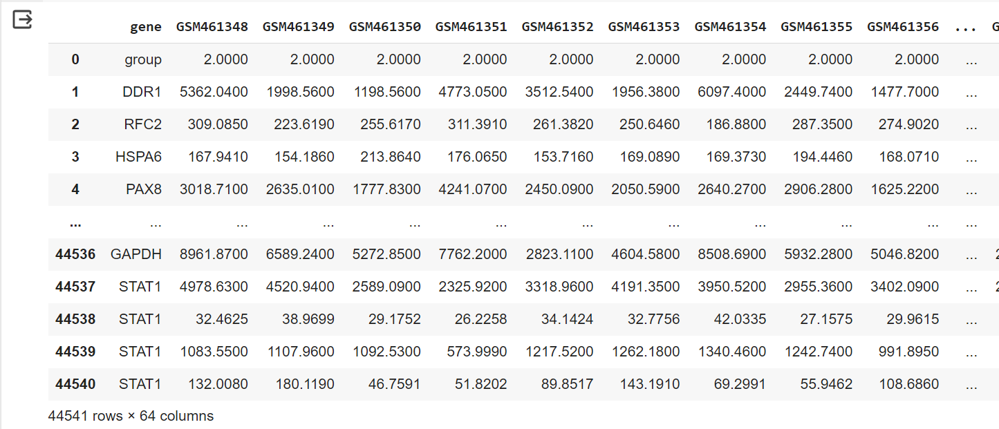 gene GSM461348 GSM461349 GSM461350 GSM461351 GSM461352 GSM461353 GSM461354 GSM461355 GSM461356 ... G
0 group 2.0000 2.0000 2.0000 2.0000 2.0000 2.0000 2.0000 2.0000 2.0000 ...
1 DDR1 5362.0400 1998.5600 1198.5600 4773.0500 3512.5400 1956.3800 6097.4000 2449.7400 1477.7000 ...
2 RFC2 309.0850 223.6190 255.6170 311.3910 261.3820 250.6460 186.8800 287.3500 274.9020 ...
3 HSPA6 167.9410 154.1860 213.8640 176.0650 153.7160 169.0890 169.3730 194.4460 168.0710 ...
4 PAX8 3018.7100 2635.0100 1777.8300 4241.0700 2450.0900 2050.5900 2640.2700 2906.2800 1625.2200 ...
... ... ... ... ... ... ... ... ... ... ... ...
44536 GAPDH 8961.8700 6589.2400 5272.8500 7762.2000 2823.1100 4604.5800 8508.6900 5932.2800 5046.8200 ... 2
44537 STAT1 4978.6300 4520.9400 2589.0900 2325.9200 3318.9600 4191.3500 3950.5200 2955.3600 3402.0900 ... 2
44538 STAT1 32.4625 38.9699 29.1752 26.2258 34.1424 32.7756 42.0335 27.1575 29.9615 ...
44539 STAT1 1083.5500 1107.9600 1092.5300 573.9990 1217.5200 1262.1800 1340.4600 1242.7400 991.8950 ...
44540 STAT1 132.0080 180.1190 46.7591 51.8202 89.8517 143.1910 69.2991 55.9462 108.6860 ...
44541 rows × 64 columns